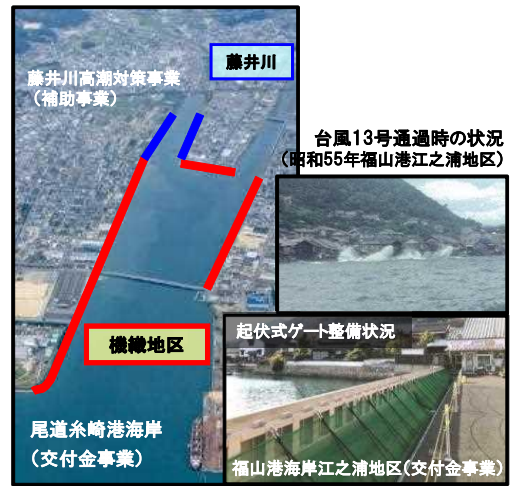 藤井川
藤井川高潮対策事業
（補助事業）
台風13号通過時の状況
（昭和55年福山港江之浦地区）
機織地区
起伏式ゲート整備状況
尾道糸崎港海岸
（交付金事業）
福山港海岸江之浦地区（交付金事業）